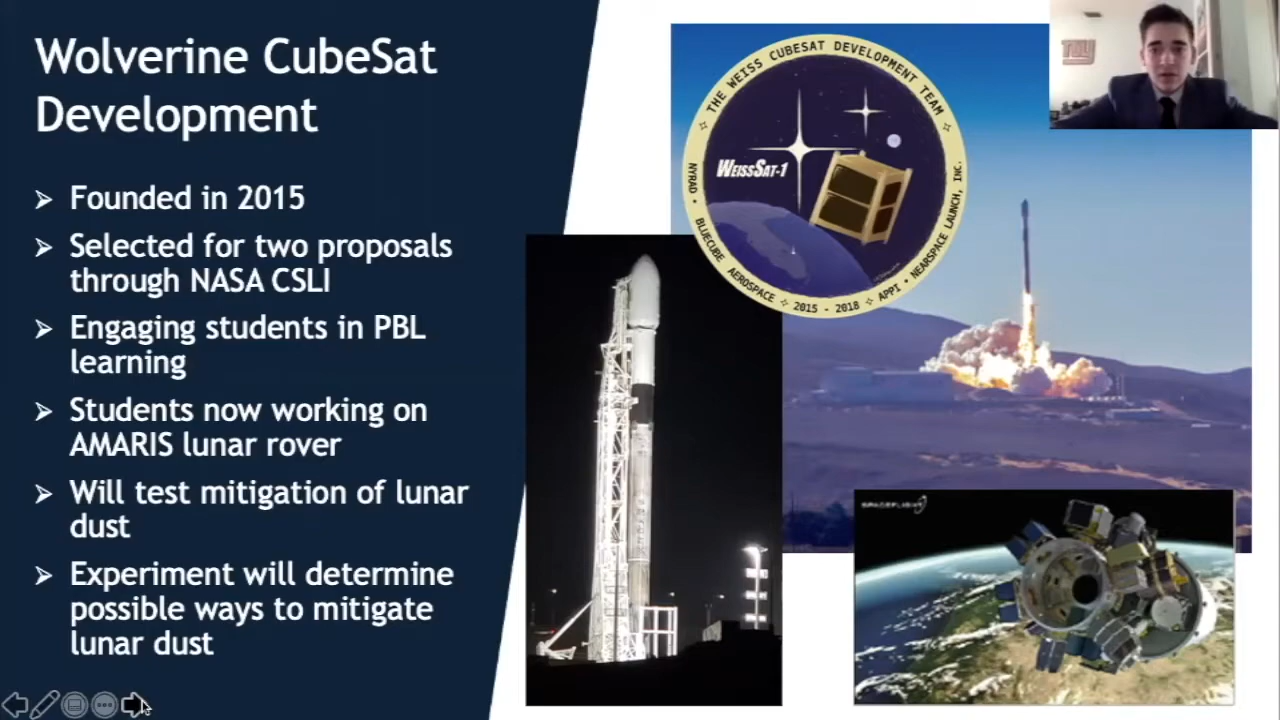 Wolverine CubeSat
Development
Founded in 2015
Selected for two proposals
through NASA CSLI
Engaging students in PBL
learning
Students now working on
AMARIS lunar rover
Will test mitigation of lunar
dust
Experiment will determine
possible ways to mitigate
lunar dust
THE WEISS CUBESAT DEVELOPMENT TEAM
WEISSSAT-1
NYRAD • BLUECUBE AEROSPACE ✧ 2015 - 2018 ✧ APPI • NEARSPACE LAUNCH, INC.
SPACEFLIGHT